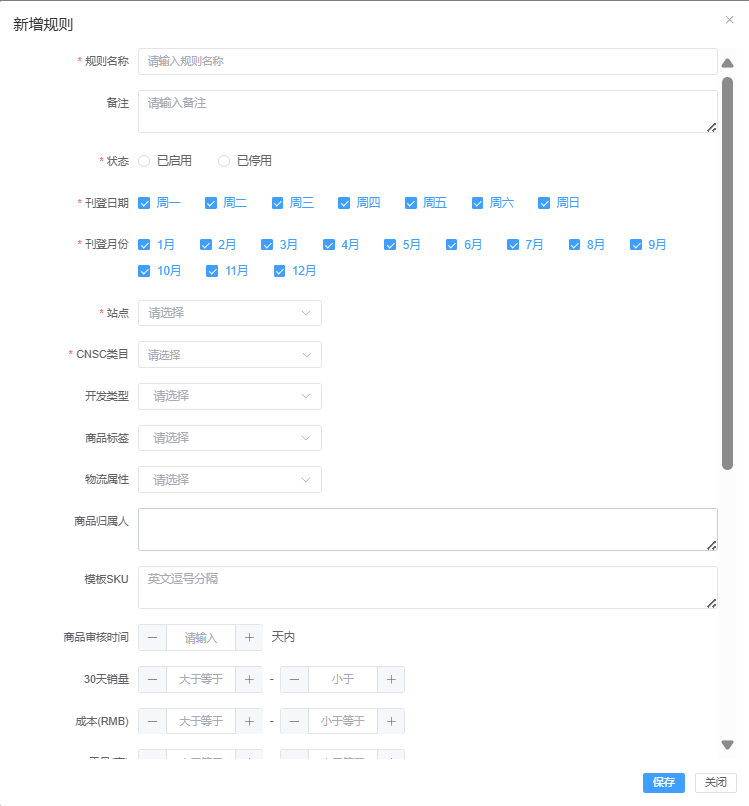 新增规则
* 规则名称 请输入规则名称
备注 请输入备注
* 状态 已启用 已停用
* 刊登日期 周一 周二 周三 周四 周五 周六 周日
* 刊登月份 1月 2月 3月 4月 5月 6月 7月 8月 9月
10月 11月 12月
* 站点 请选择
* CNSC类目 请选择
开发类型 请选择
商品标签 请选择
物流属性 请选择
商品归属人
模板SKU 英文逗号分隔
商品审核时间 请输入 天内
30天销量 大于等于 - 小于
成本(RMB) 大于等于 - 小于等于
保存 关闭